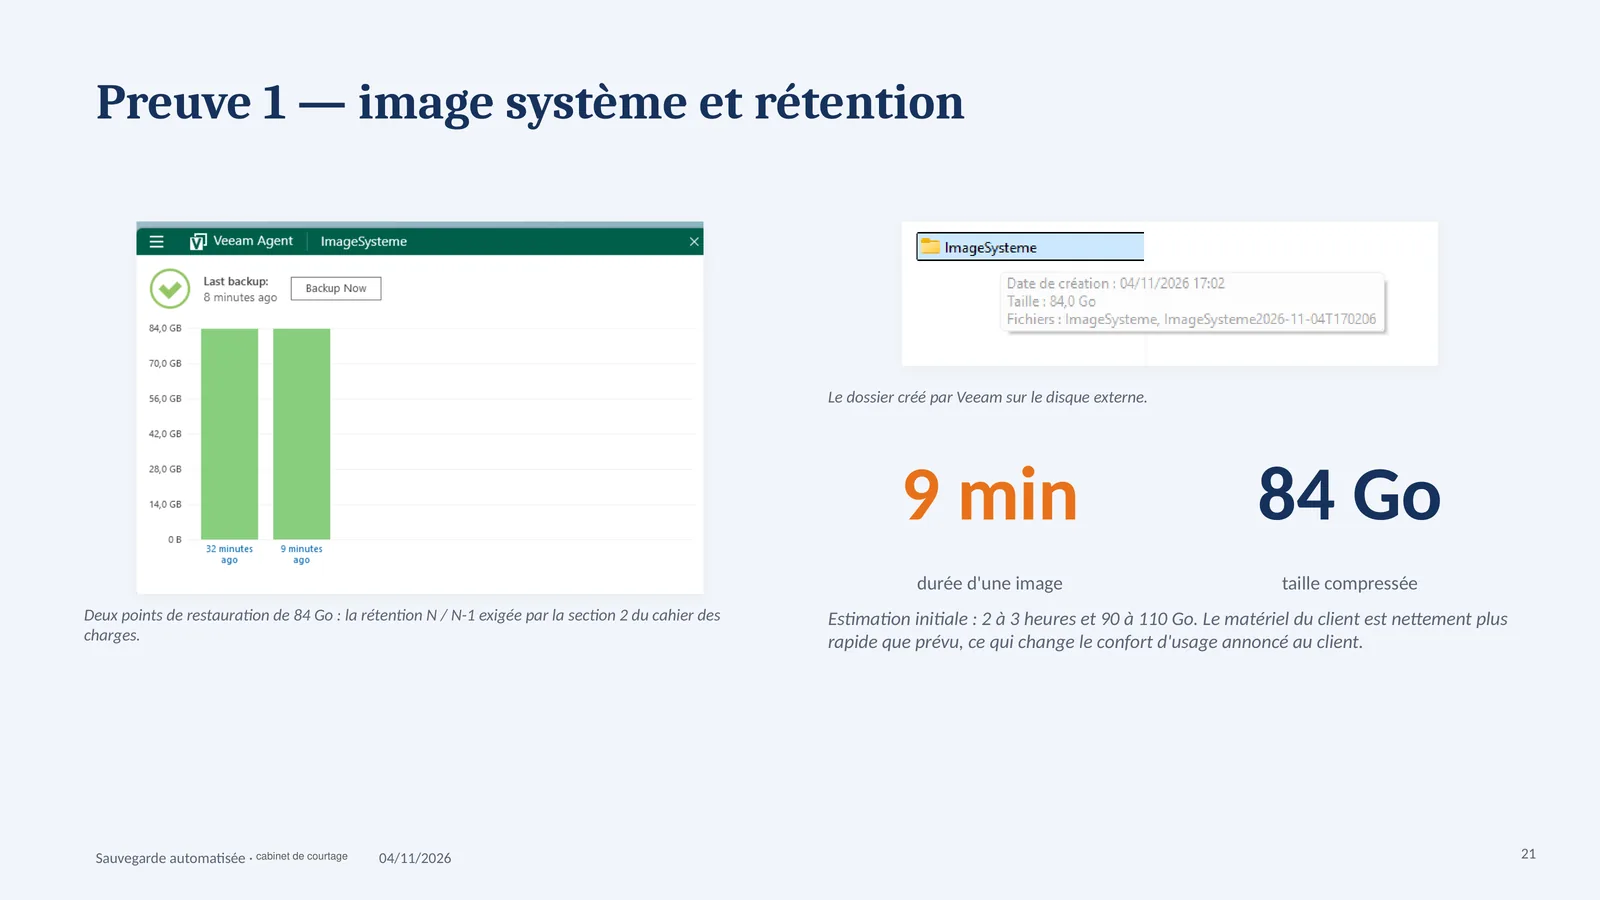 Preuve 1 — image système et rétention
Veeam Agent
ImageSysteme
Last backup:
8 minutes ago
Backup Now
84,0 GB
70,0 GB
56,0 GB
42,0 GB
28,0 GB
14,0 GB
0 B
32 minutes
ago
9 minutes
ago
Deux points de restauration de 84 Go : la rétention N / N-1 exigée par la section 2 du cahier des
charges.
ImageSysteme
Date de création : 04/11/2026 17:02
Taille : 84,0 Go
Fichiers : ImageSysteme, ImageSysteme2026-11-04T170206
Le dossier créé par Veeam sur le disque externe.
9 min
durée d'une image
84 Go
taille compressée
Estimation initiale : 2 à 3 heures et 90 à 110 Go. Le matériel du client est nettement plus
rapide que prévu, ce qui change le confort d'usage annoncé au client.
Sauvegarde automatisée · cabinet de courtage 04/11/2026
21